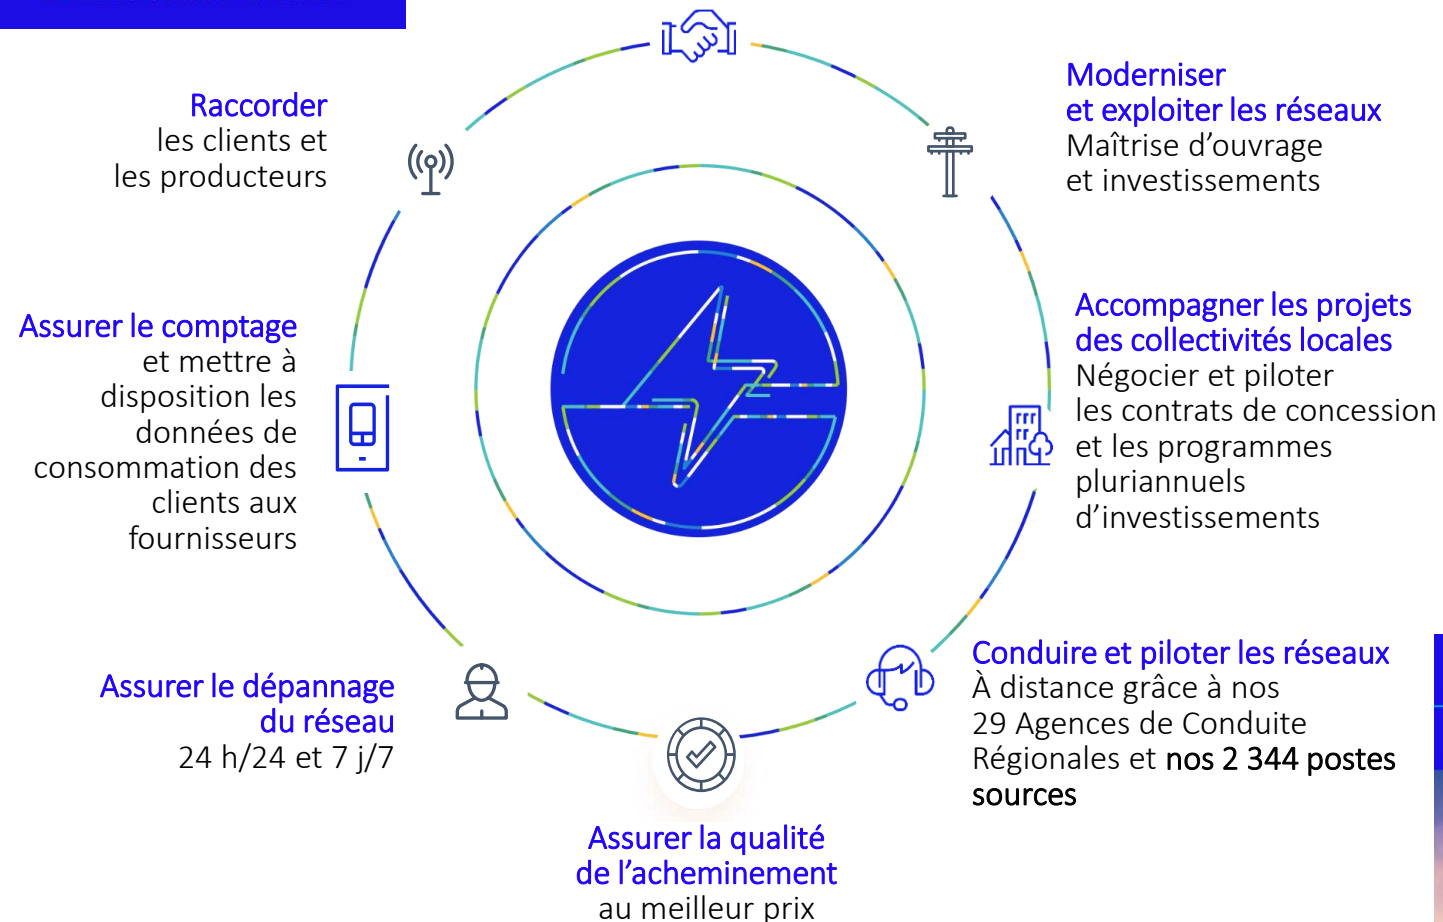 Raccorder
les clients et
les producteurs
Moderniser
et exploiter les réseaux
Maîtrise d’ouvrage
et investissements
Assurer le comptage
et mettre à
disposition les
données de
consommation des
clients aux
fournisseurs
Accompagner les projets
des collectivités locales
Négocier et piloter
les contrats de concession
et les programmes
pluriannuels
d’investissements
Assurer le dépannage
du réseau
24 h/24 et 7 j/7
Conduire et piloter les réseaux
À distance grâce à nos
29 Agences de Conduite
Régionales et nos 2 344 postes
sources
Assurer la qualité
de l’acheminement
au meilleur prix